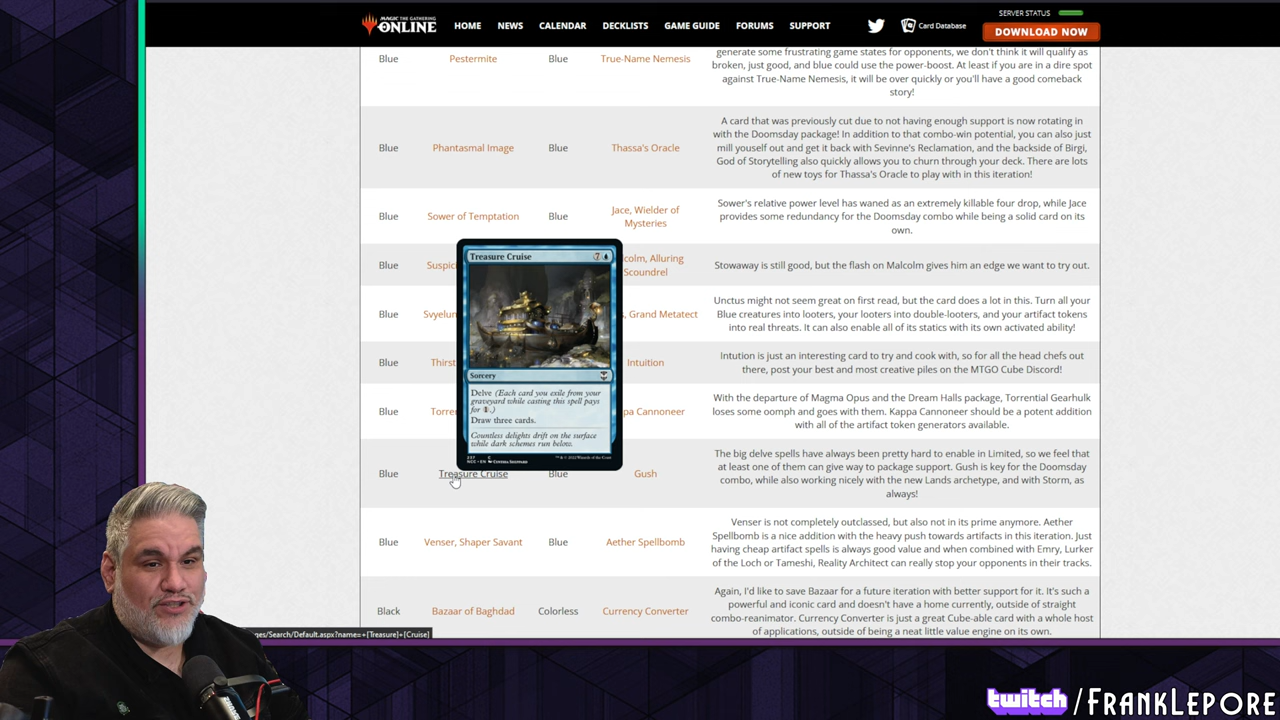 MAGIC THE GATHERING
ONLINE
HOME
NEWS
CALENDAR
DECKLISTS
GAME GUIDE
FORUMS
SUPPORT
Card Database
SERVER STATUS
DOWNLOAD NOW
Blue
Pestermite
Blue
True-Name Nemesis
generate some frustrating game states for opponents, we don't think it will qualify as
broken, just good, and blue could use the power-boost. At least if you are in a dire spot
against True-Name Nemesis, it will be over quickly or you'll have a good comeback
story!
Blue
Phantasmal Image
Blue
Thassa's Oracle
A card that was previously cut due to not having enough support is now rotating in
with the Doomsday package! In addition to that combo-win potential, you can also just
mill youself out and get it back with Sevinne's Reclamation, and the backside of Birgi,
God of Storytelling also quickly allows you to churn through your deck. There are lots
of new toys for Thassa's Oracle to play with in this iteration!
Blue
Sower of Temptation
Blue
Jace, Wielder of
Mysteries
Sower's relative power level has waned as an extremely killable four drop, while Jace
provides some redundancy for the Doomsday combo while being a solid card on its
own.
Blue
Suspic
colm, Alluring
Scoundrel
Stowaway is still good, but the flash on Malcolm gives him an edge we want to try out.
Blue
Svyelun
s, Grand Metatect
Unctus might not seem great on first read, but the card does a lot in this. Turn all your
Blue creatures into looters, your looters into double-looters, and your artifact tokens
into real threats. It can also enable all of its statics with its own activated ability!
Blue
Thirst
Intuition
Intution is just an interesting card to try and cook with, so for all the head chefs out
there, post your best and most creative piles on the MTGO Cube Discord!
Blue
Torren
pa Cannoneer
With the departure of Magma Opus and the Dream Halls package, Torrential Gearhulk
loses some oomph and goes with them. Kappa Cannoneer should be a potent addition
with all of the artifact token generators available.
Treasure Cruise
7
Sorcery
Delve (Each card you exile from your
graveyard while casting this spell pays
for 1.)
Draw three cards.
Countless delights drift on the surface
while dark schemes run below.
Blue
Treasure Cruise
Blue
Gush
The big delve spells have always been pretty hard to enable in Limited, so we feel that
at least one of them can give way to package support. Gush is key for the Doomsday
combo, while also working nicely with the new Lands archetype, and with Storm, as
always!
Blue
Venser, Shaper Savant
Blue
Aether Spellbomb
Venser is not completely outclassed, but also not in its prime anymore. Aether
Spellbomb is a nice addition with the heavy push towards artifacts in this iteration. Just
having cheap artifact spells is always good value and when combined with Emry, Lurker
of the Loch or Tameshi, Reality Architect can really stop your opponents in their tracks.
Black
Bazaar of Baghdad
Colorless
Currency Converter
Again, I'd like to save Bazaar for a future iteration with better support for it. It's such a
powerful and iconic card and doesn't have a home currently, outside of straight
combo-reanimator. Currency Converter is just a great Cube-able card with a whole host
of applications, outside of being a neat little value engine on its own.
ges/Search/Default.aspx?name=+[Treasure]+[Cruise]
twitch/FRANKLEPORE